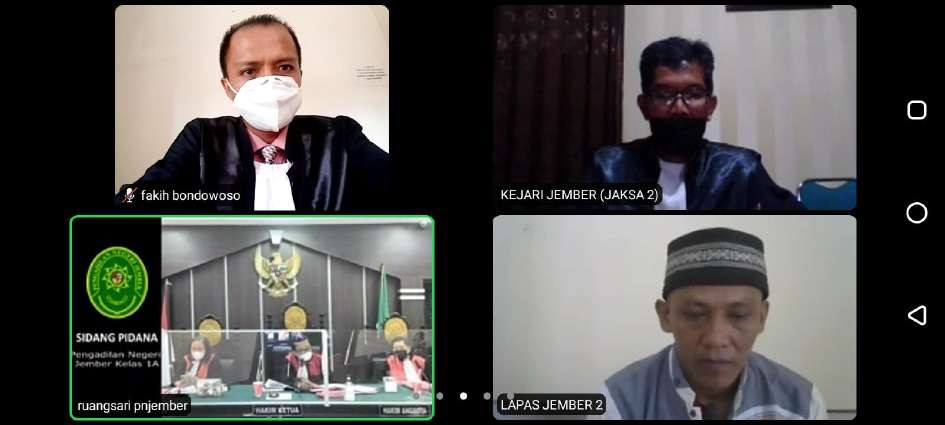 fakih bondowoso
KEJARI JEMBER (JAKSA 2)
SIDANG PIDANA
Pengadilan Negeri
Jember Kelas 1A
HAKIM KETUA
HAKIM ANGGOTA
ruangsari pnjember
LAPAS JEMBER 2